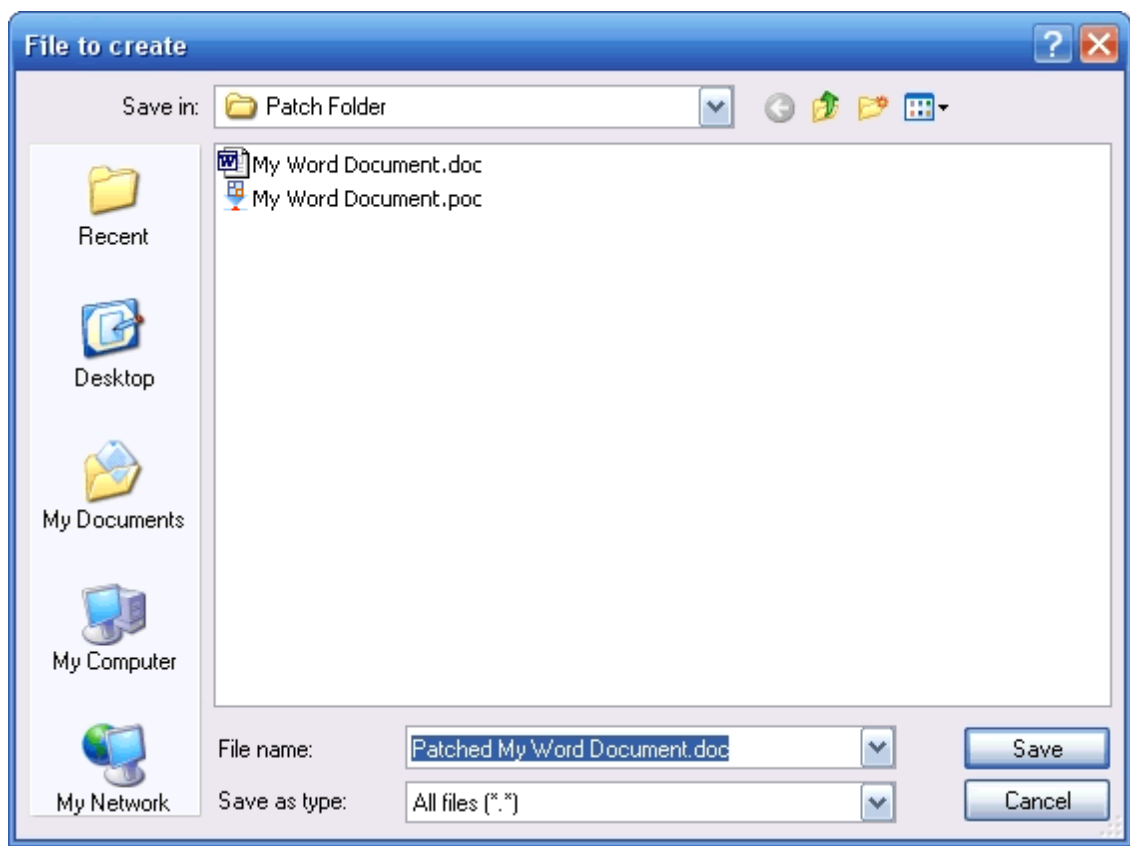 File to create
Save in: Patch Folder
My Word Document.doc
My Word Document.poc
Recent
Desktop
My Documents
My Computer
My Network
File name: Patched My Word Document.doc Save
Save as type: All files (*.*) Cancel